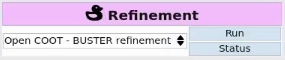 Refinement
Open COOT - BUSTER refinement
Run
Status